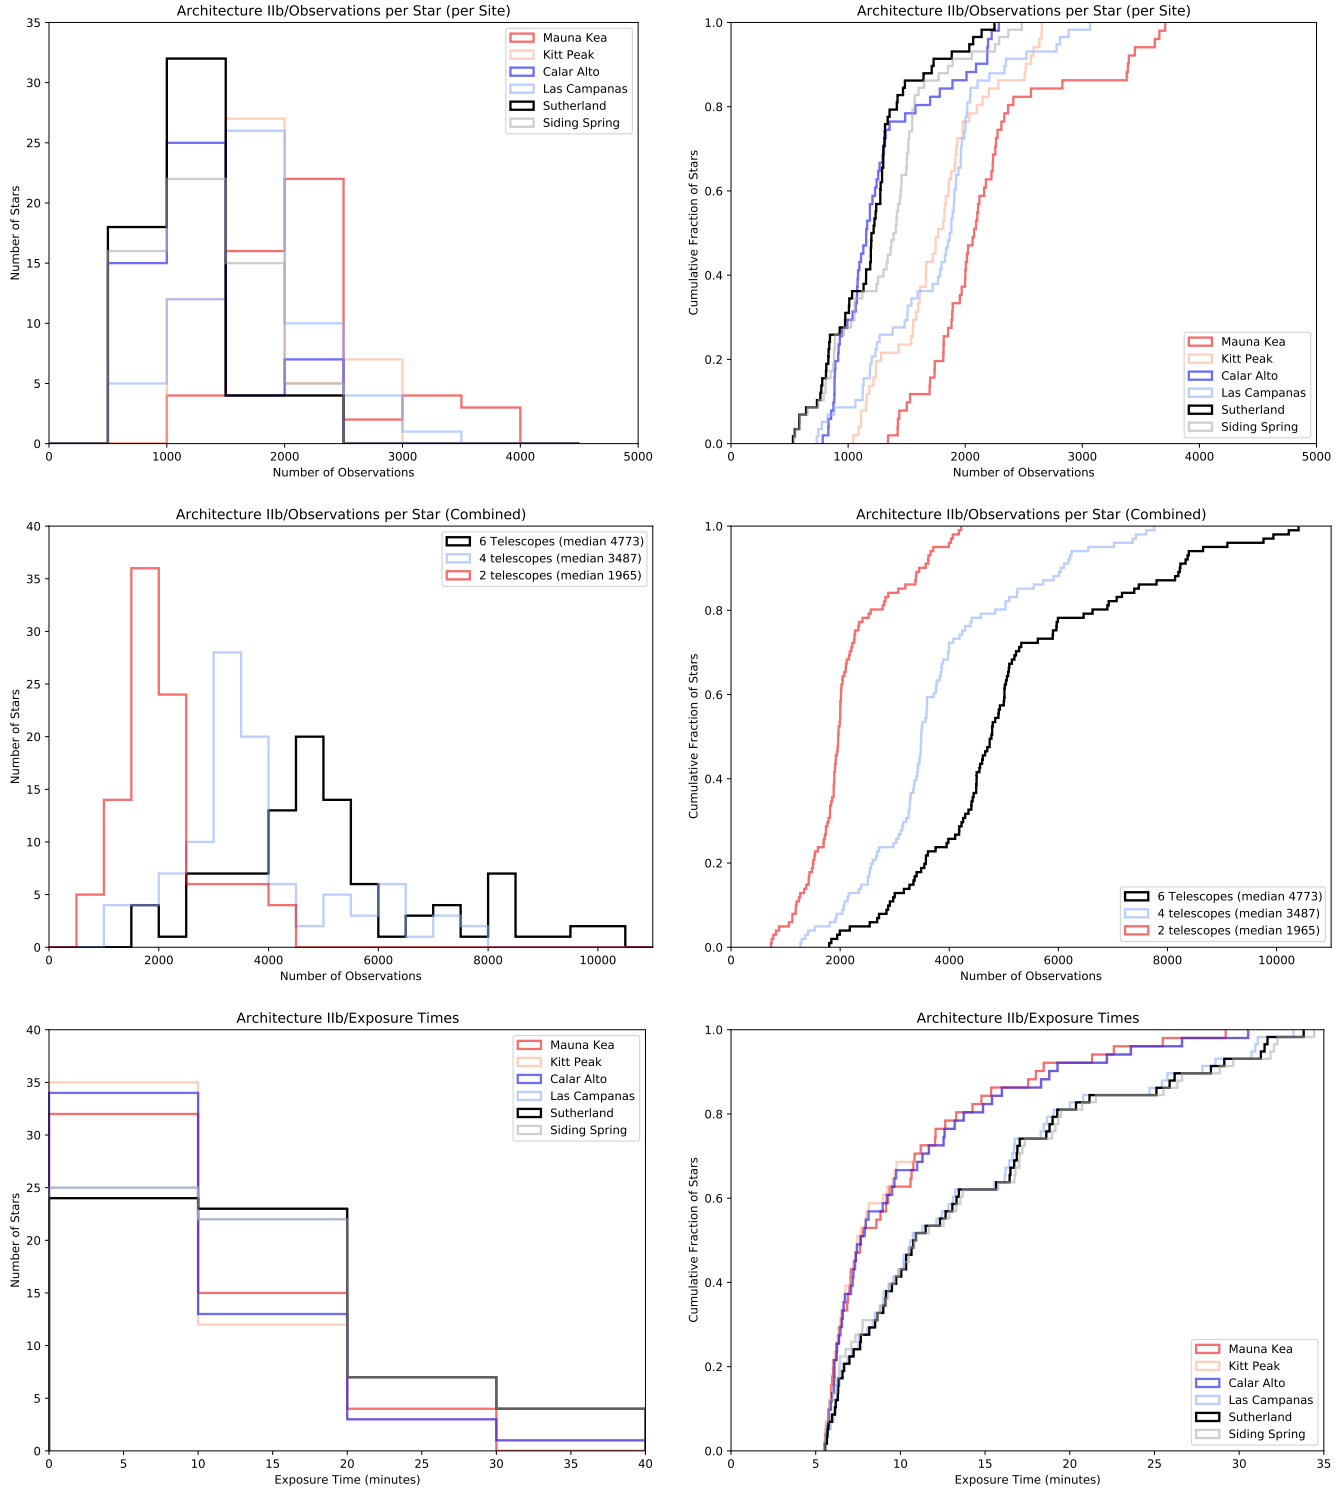 Architecture IIb/Observations per Star (per Site)
35
30
25
20
15
10
5
0
Number of Stars
Mauna Kea
Kitt Peak
Calar Alto
Las Campanas
Sutherland
Siding Spring
0 1000 2000 3000 4000 5000
Number of Observations
Architecture IIb/Observations per Star (per Site)
1.0
0.8
0.6
0.4
0.2
0.0
Cumulative Fraction of Stars
Mauna Kea
Kitt Peak
Calar Alto
Las Campanas
Sutherland
Siding Spring
0 1000 2000 3000 4000 5000
Number of Observations
Architecture IIb/Observations per Star (Combined)
40
35
30
25
20
15
10
5
0
Number of Stars
6 Telescopes (median 4773)
4 telescopes (median 3487)
2 telescopes (median 1965)
0 2000 4000 6000 8000 10000
Number of Observations
Architecture IIb/Observations per Star (Combined)
1.0
0.8
0.6
0.4
0.2
0.0
Cumulative Fraction of Stars
6 Telescopes (median 4773)
4 telescopes (median 3487)
2 telescopes (median 1965)
0 2000 4000 6000 8000 10000
Number of Observations
Architecture IIb/Exposure Times
40
35
30
25
20
15
10
5
0
Number of Stars
Mauna Kea
Kitt Peak
Calar Alto
Las Campanas
Sutherland
Siding Spring
0 5 10 15 20 25 30 35 40
Exposure Time (minutes)
Architecture IIb/Exposure Times
1.0
0.8
0.6
0.4
0.2
0.0
Cumulative Fraction of Stars
Mauna Kea
Kitt Peak
Calar Alto
Las Campanas
Sutherland
Siding Spring
0 5 10 15 20 25 30 35
Exposure Time (minutes)